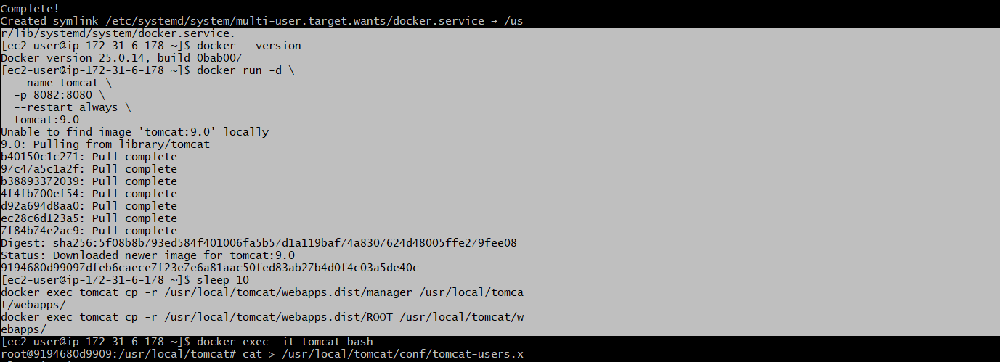 Complete!
Created symlink /etc/systemd/system/multi-user.target.wants/docker.service → /us
r/lib/systemd/system/docker.service.
[ec2-user@ip-172-31-6-178 ~]$ docker --version
Docker version 25.0.14, build 0bab007
[ec2-user@ip-172-31-6-178 ~]$ docker run -d \
  --name tomcat \
  -p 8082:8080 \
  --restart always \
  tomcat:9.0
Unable to find image 'tomcat:9.0' locally
9.0: Pulling from library/tomcat
b40150c1c271: Pull complete
97c47a5c1a2f: Pull complete
b38893372039: Pull complete
4f4fb700ef54: Pull complete
d92a694d8aa0: Pull complete
ec28c6d123a5: Pull complete
7f84b74e2ac9: Pull complete
Digest: sha256:5f08b8b793ed584f401006fa5b57d1a119baf74a8307624d48005ffe279fee08
Status: Downloaded newer image for tomcat:9.0
9194680d99097dfeb6caece7f23e7e6a81aac50fed83ab27b4d0f4c03a5de40c
[ec2-user@ip-172-31-6-178 ~]$ sleep 10
docker exec tomcat cp -r /usr/local/tomcat/webapps.dist/manager /usr/local/tomca
t/webapps/
docker exec tomcat cp -r /usr/local/tomcat/webapps.dist/ROOT /usr/local/tomcat/w
ebapps/
[ec2-user@ip-172-31-6-178 ~]$ docker exec -it tomcat bash
root@9194680d9909:/usr/local/tomcat# cat > /usr/local/tomcat/conf/tomcat-users.x